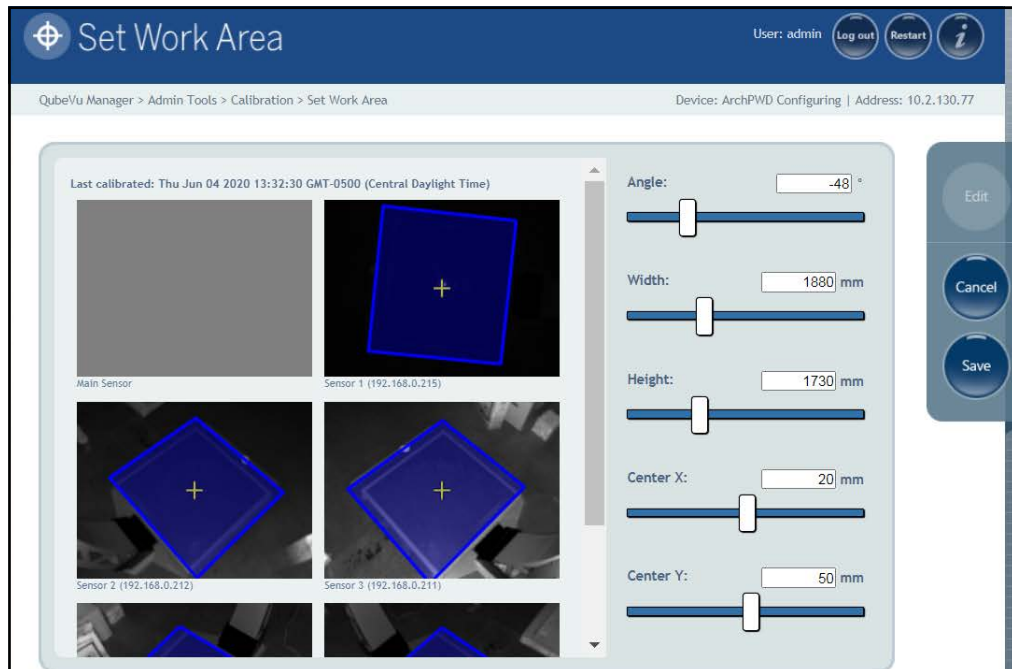 Set Work Area
User: admin
Log out
Restart
i
QubeVu Manager > Admin Tools > Calibration > Set Work Area
Device: ArchPWD Configuring | Address: 10.2.130.77
Last calibrated: Thu Jun 04 2020 13:32:30 GMT-0500 (Central Daylight Time)
Main Sensor
Sensor 1 (192.168.0.215)
Sensor 2 (192.168.0.212)
Sensor 3 (192.168.0.211)
Angle: -48 °
Width: 1880 mm
Height: 1730 mm
Center X: 20 mm
Center Y: 50 mm
Edit
Cancel
Save